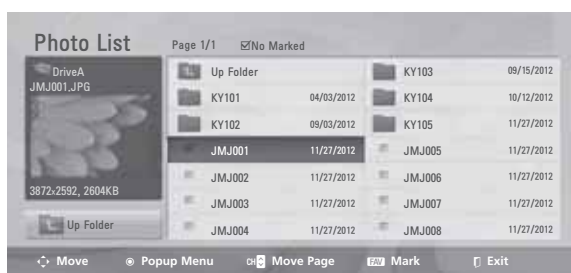 Photo List
Page 1/1 ☑No Marked
DriveA
JMJ001.JPG
3872x2592, 2604KB
Up Folder
Up Folder
KY101 04/03/2012
KY102 09/03/2012
JMJ001 11/27/2012
JMJ002 11/27/2012
JMJ003 11/27/2012
JMJ004 11/27/2012
KY103 09/15/2012
KY104 10/12/2012
KY105 11/27/2012
JMJ005 11/27/2012
JMJ006 11/27/2012
JMJ007 11/27/2012
JMJ008 11/27/2012
Move Popup Menu CH Move Page FAV Mark Exit